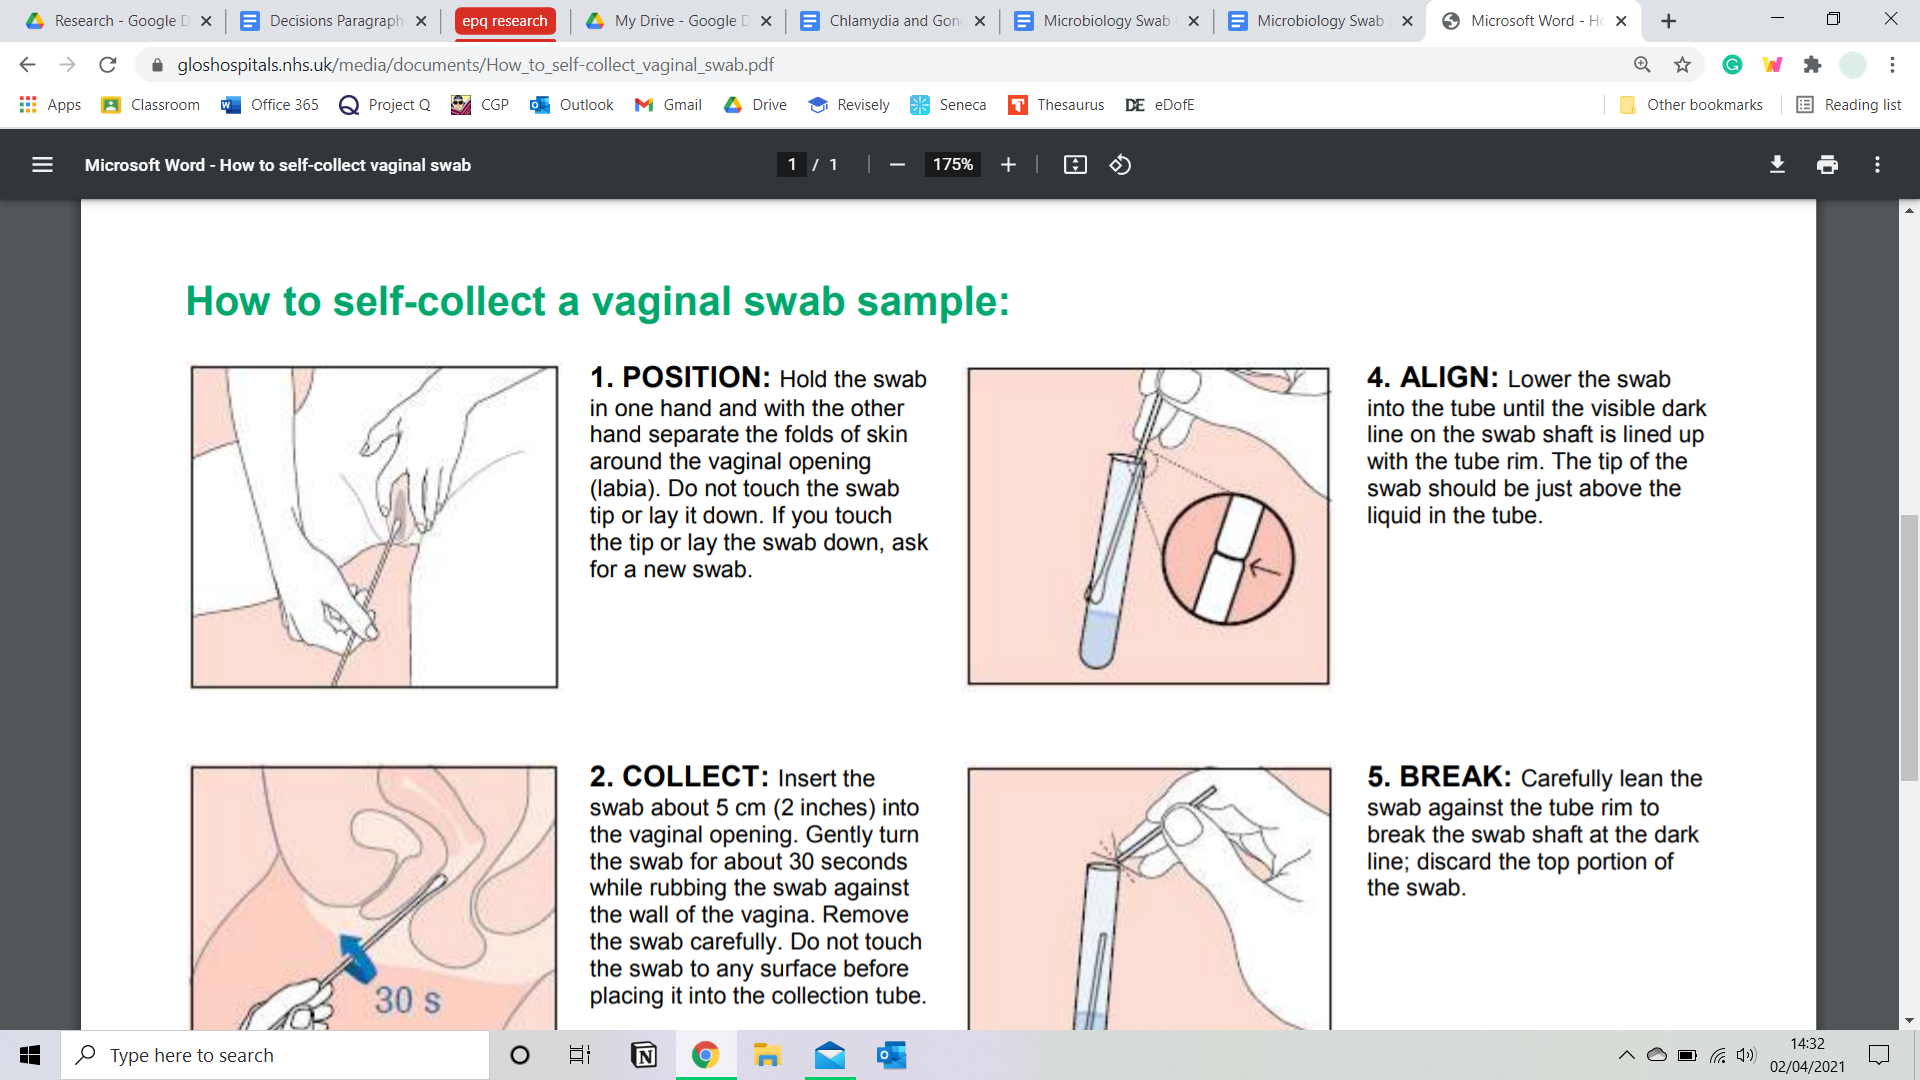 Research - Google D
Decisions Paragraph
epq research
My Drive - Google D
Chlamydia and Gon
Microbiology Swab
Microbiology Swab
Microsoft Word - Ho
gloshospitals.nhs.uk/media/documents/How_to_self-collect_vaginal_swab.pdf
Apps
Classroom
Office 365
Project Q
CGP
Outlook
Gmail
Drive
Revisely
Seneca
Thesaurus
DE eDofE
Other bookmarks
Reading list
Microsoft Word - How to self-collect vaginal swab
1 / 1
175%
How to self-collect a vaginal swab sample:
1. POSITION: Hold the swab
in one hand and with the other
hand separate the folds of skin
around the vaginal opening
(labia). Do not touch the swab
tip or lay it down. If you touch
the tip or lay the swab down, ask
for a new swab.
4. ALIGN: Lower the swab
into the tube until the visible dark
line on the swab shaft is lined up
with the tube rim. The tip of the
swab should be just above the
liquid in the tube.
2. COLLECT: Insert the
swab about 5 cm (2 inches) into
the vaginal opening. Gently turn
the swab for about 30 seconds
while rubbing the swab against
the wall of the vagina. Remove
the swab carefully. Do not touch
the swab to any surface before
placing it into the collection tube.
30 s
5. BREAK: Carefully lean the
swab against the tube rim to
break the swab shaft at the dark
line; discard the top portion of
the swab.
Type here to search
14:32
02/04/2021